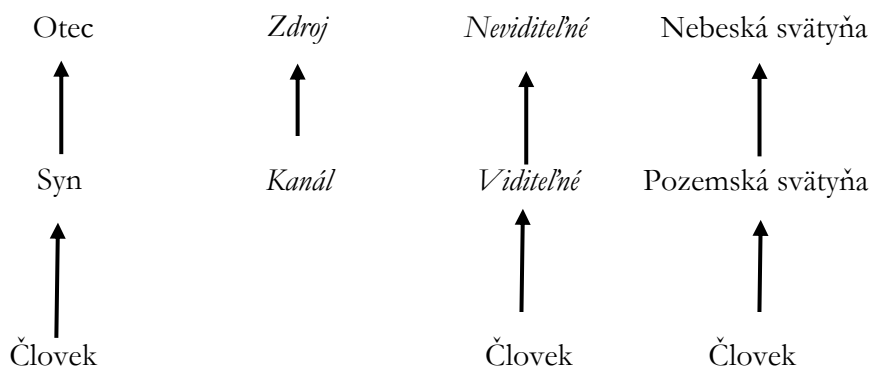 Otec Zdroj Neviditeľné Nebeská svätyňa
Syn Kanál Viditeľné Pozemská svätyňa
Človek Človek Človek